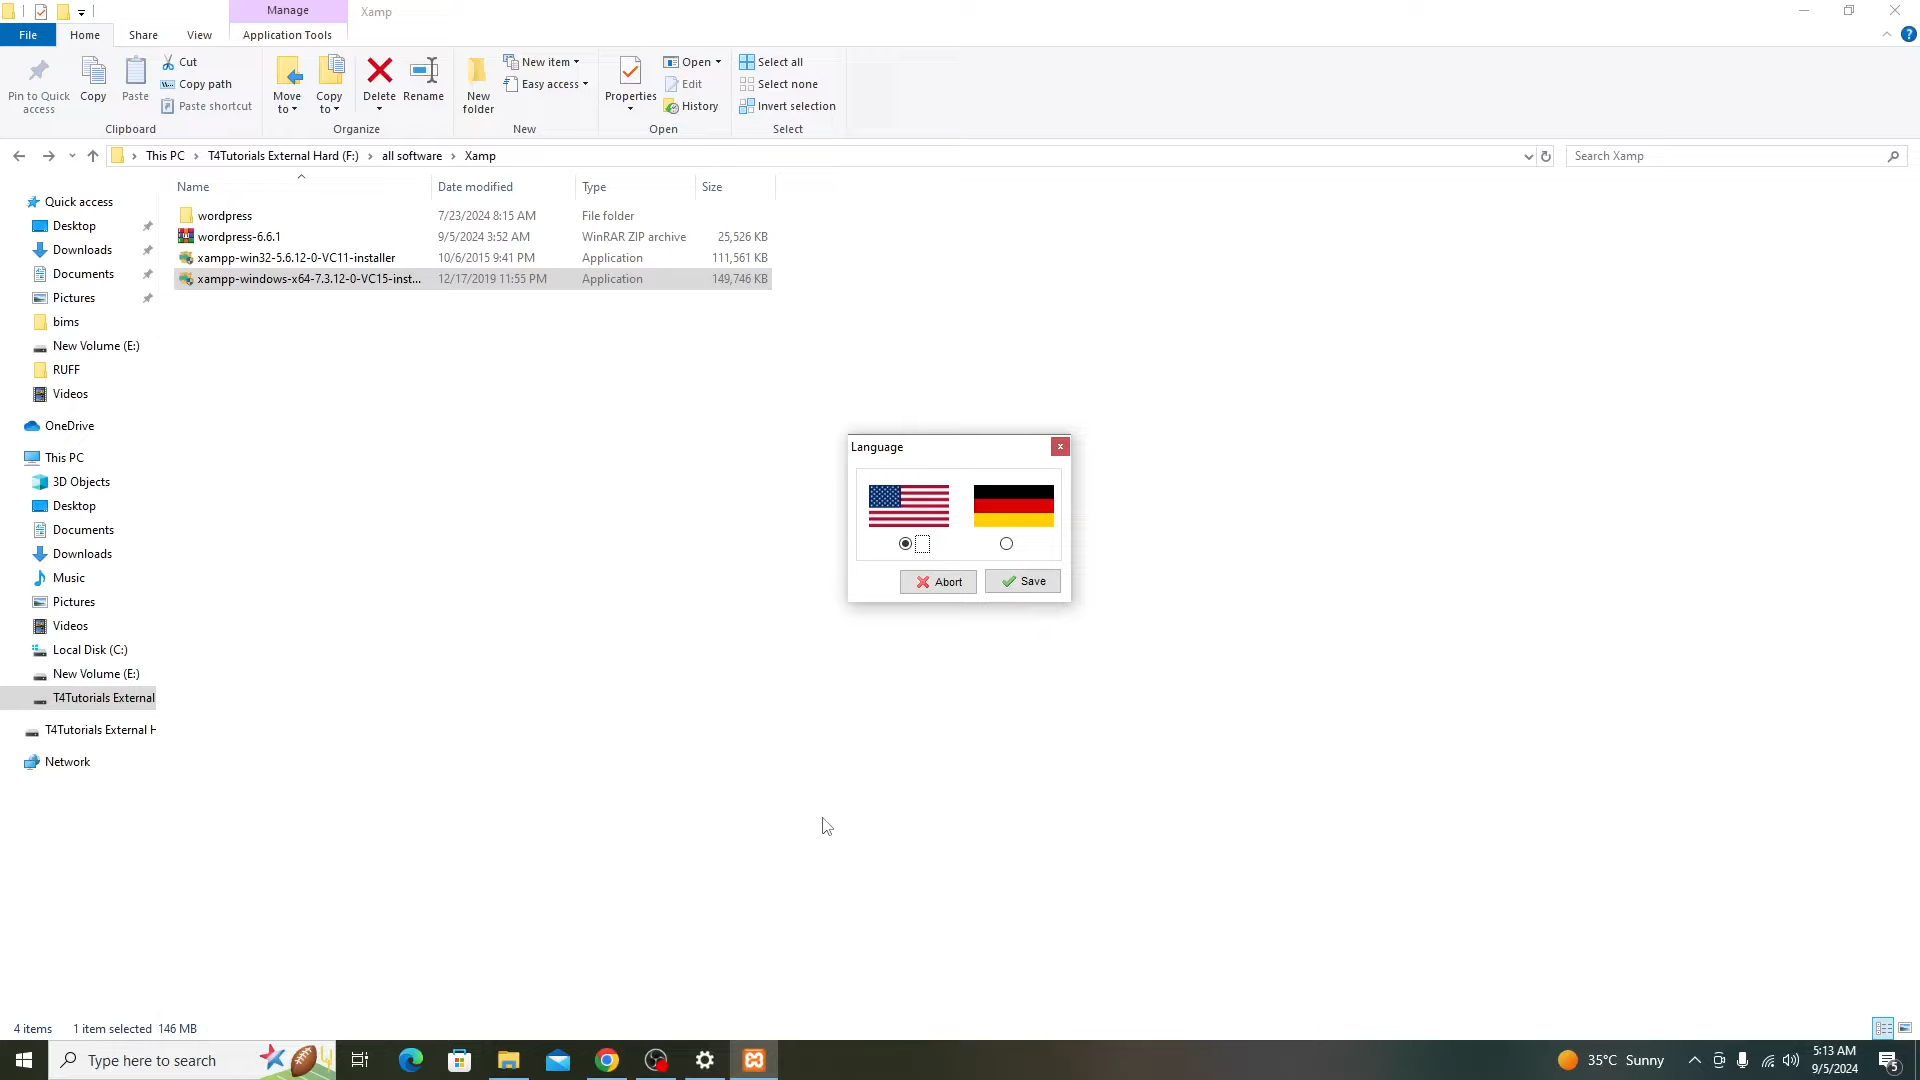 Manage
Xamp
File
Home
Share
View
Application Tools
Pin to Quick
access
Copy
Paste
Cut
Copy path
Paste shortcut
Clipboard
Move
to
Copy
to
Delete
Rename
Organize
New
folder
New item
Easy access
New
Properties
Open
Edit
History
Open
Select all
Select none
Invert selection
Select
This PC
T4Tutorials External Hard (F:)
all software
Xamp
Search Xamp
Name
Date modified
Type
Size
wordpress
7/23/2024 8:15 AM
File folder
wordpress-6.6.1
9/5/2024 3:52 AM
WinRAR ZIP archive
25,526 KB
xampp-win32-5.6.12-0-VC11-installer
10/6/2015 9:41 PM
Application
111,561 KB
xampp-windows-x64-7.3.12-0-VC15-inst...
12/17/2019 11:55 PM
Application
149,746 KB
Quick access
Desktop
Downloads
Documents
Pictures
bims
New Volume (E:)
RUFF
Videos
OneDrive
This PC
3D Objects
Desktop
Documents
Downloads
Music
Pictures
Videos
Local Disk (C:)
New Volume (E:)
T4Tutorials External
T4Tutorials External H
Network
Language
Abort
Save
4 items
1 item selected 146 MB
Type here to search
35°C Sunny
5:13 AM
9/5/2024
5